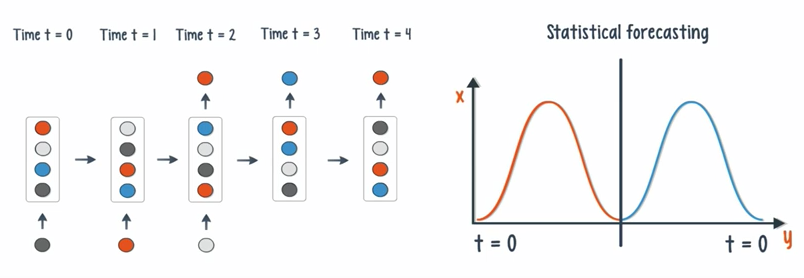 Time t = 0
Time t = 1
Time t = 2
Time t = 3
Time t = 4
Statistical forecasting
x
t = 0
t = 0
y